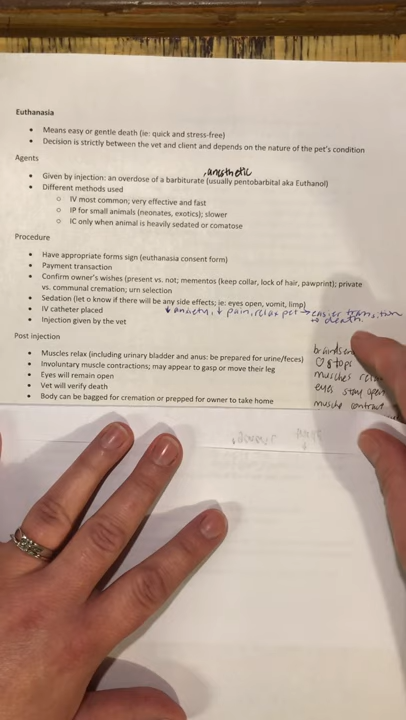 Euthanasia
• Means easy or gentle death (ie: quick and stress-free)
• Decision is strictly between the vet and client and depends on the nature of the pet's condition
Agents
, anesthetic
• Given by injection: an overdose of a barbiturate (usually pentobarbital aka Euthanol)
• Different methods used
o IV most common; very effective and fast
o IP for small animals (neonates, exotics); slower
o IC only when animal is heavily sedated or comatose
Procedure
• Have appropriate forms sign (euthanasia consent form)
• Payment transaction
• Confirm owner's wishes (present vs. not; mementos (keep collar, lock of hair, pawprint); private
vs. communal cremation; urn selection
• Sedation (let o know if there will be any side effects; ie: eyes open, vomit, limp)
• IV catheter placed ↓ anxiety, ↓ pain, relax pet → easier transition
• Injection given by the vet → death.
Post injection
• Muscles relax (including urinary bladder and anus: be prepared for urine/feces)
• Involuntary muscle contractions; may appear to gasp or move their leg
• Eyes will remain open
• Vet will verify death
• Body can be bagged for cremation or prepped for owner to take home
♡ stops
muscles
eyes stay open
muscle contract